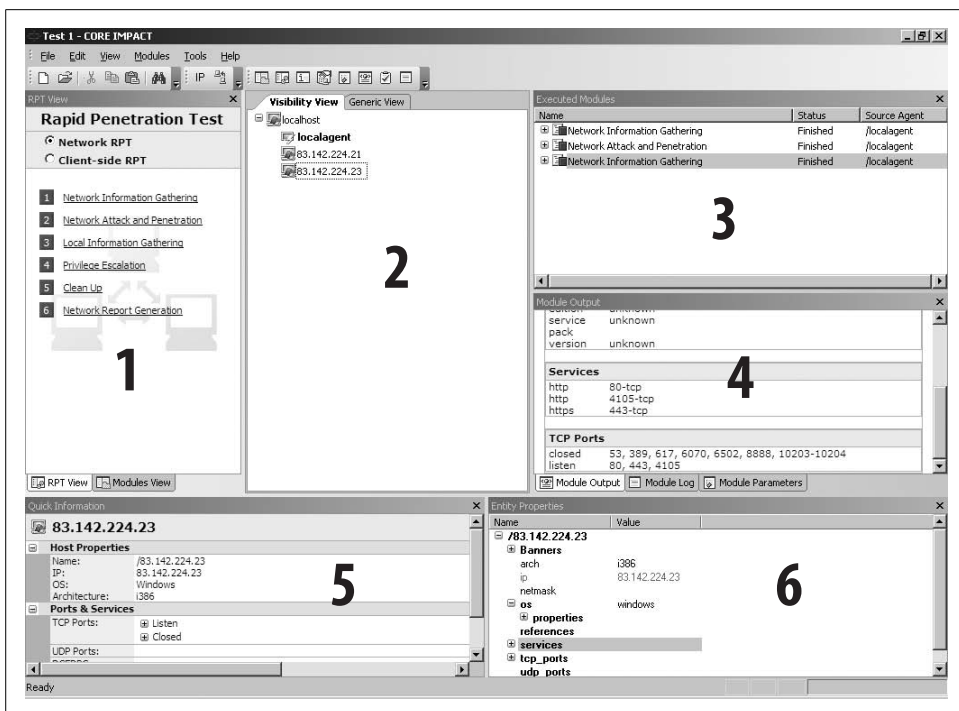 Test 1 - CORE IMPACT
File Edit View Modules Tools Help
IP
RPT View
Rapid Penetration Test
Network RPT
Client-side RPT
1 Network Information Gathering
2 Network Attack and Penetration
3 Local Information Gathering
4 Privilege Escalation
5 Clean Up
6 Network Report Generation
1
RPT View Modules View
Visibility View Generic View
localhost
localagent
83.142.224.21
83.142.224.23
2
Executed Modules
Name Status Source Agent
Network Information Gathering Finished /localagent
Network Attack and Penetration Finished /localagent
Network Information Gathering Finished /localagent
3
Module Output
service unknown
pack
version unknown
Services
http 80-tcp
http 4105-tcp
https 443-tcp
TCP Ports
closed 53, 389, 617, 6070, 6502, 8888, 10203-10204
listen 80, 443, 4105
4
Module Output Module Log Module Parameters
Quick Information
83.142.224.23
Host Properties
Name: /83.142.224.23
IP: 83.142.224.23
OS: Windows
Architecture: i386
Ports & Services
TCP Ports: Listen
Closed
UDP Ports:
5
Entity Properties
Name Value
/83.142.224.23
Banners
arch i386
ip 83.142.224.23
netmask
os windows
properties
references
services
tcp_ports
udp_ports
6
Ready